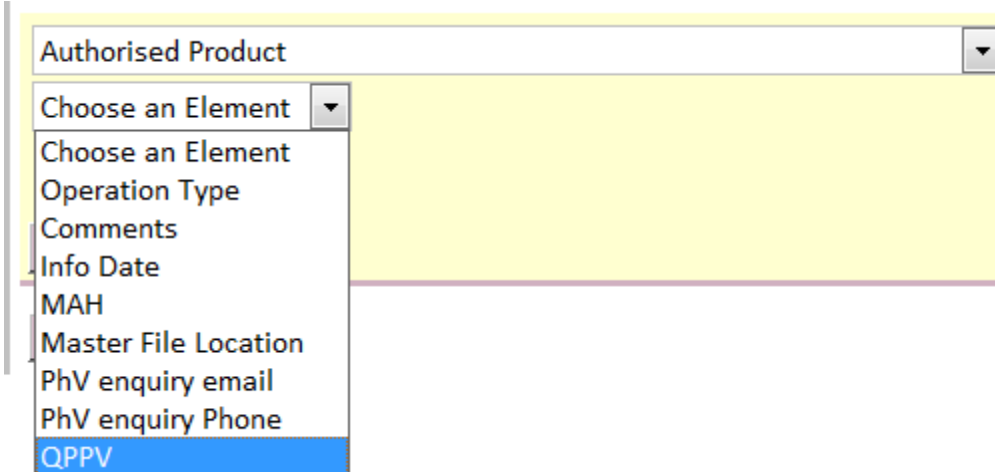 Authorised Product
Choose an Element
Choose an Element
Operation Type
Comments
Info Date
MAH
Master File Location
PhV enquiry email
PhV enquiry Phone
QPPV